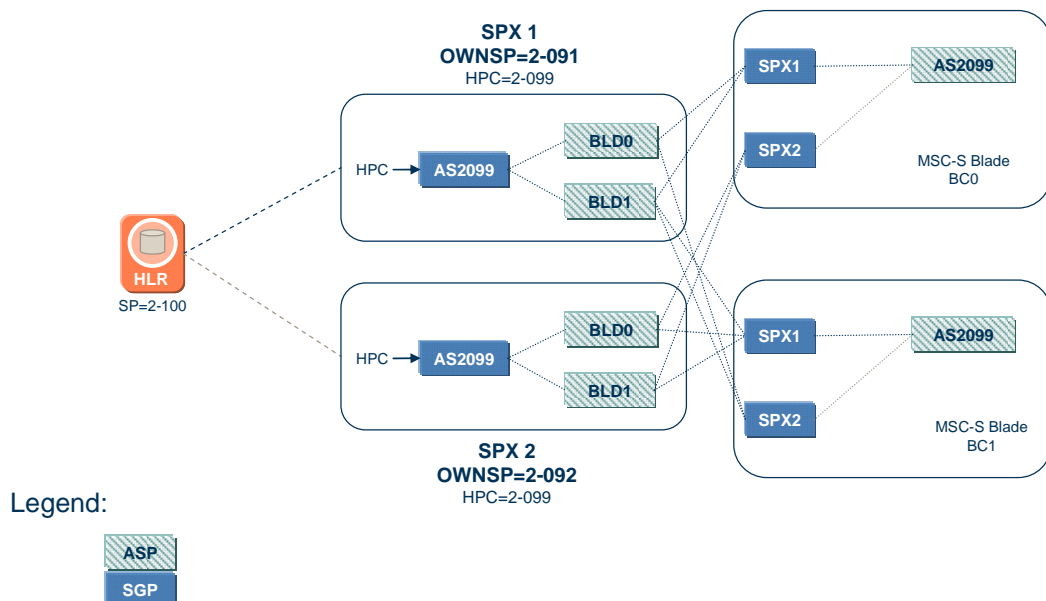 SPX 1
OWNSP=2-091
HPC=2-099
HPC
AS2099
BLD0
BLD1
SPX1
SPX2
AS2099
MSC-S Blade
BC0
HLR
SP=2-100
HPC
AS2099
BLD0
BLD1
SPX1
SPX2
AS2099
MSC-S Blade
BC1
SPX 2
OWNSP=2-092
HPC=2-099
Legend:
ASP
SGP